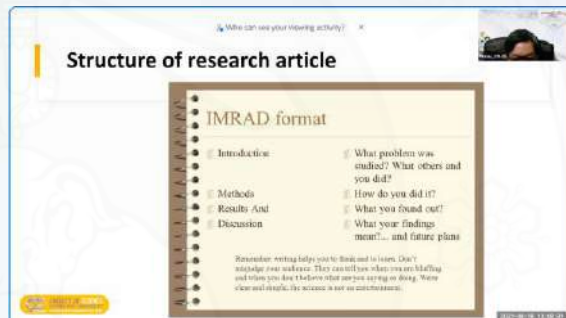 Who can see your viewing activity?
Structure of research article
IMRAD format
Introduction
What problem was
studied? What others and
you did?
Methods
How do you did it?
Results And
What you found out?
Discussion
What your findings
mean?... and future plans
Remember writing helps you to think and to learn. Don't
misjudge your audience. They can tell you when you are bluffing
and when you don't believe what are you saying or doing. Write
clear and simple, the science is not an entertainment.